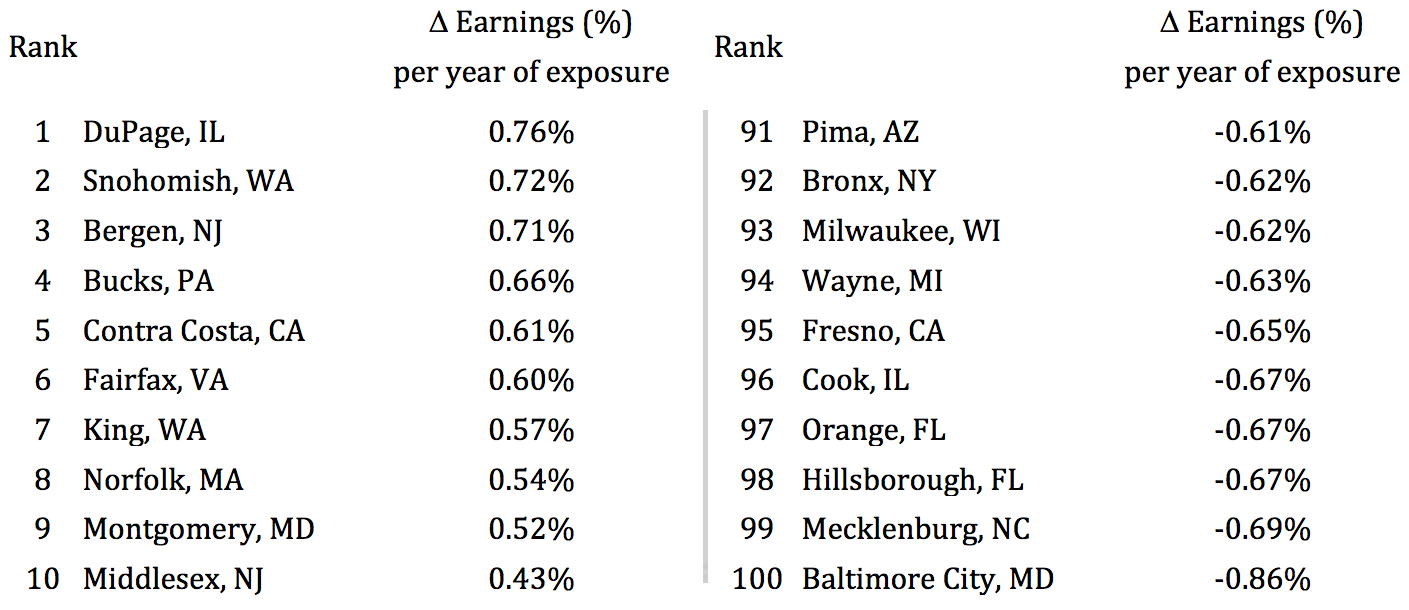 Rank Δ Earnings (%) per year of exposure
1 DuPage, IL 0.76%
2 Snohomish, WA 0.72%
3 Bergen, NJ 0.71%
4 Bucks, PA 0.66%
5 Contra Costa, CA 0.61%
6 Fairfax, VA 0.60%
7 King, WA 0.57%
8 Norfolk, MA 0.54%
9 Montgomery, MD 0.52%
10 Middlesex, NJ 0.43%
Rank Δ Earnings (%) per year of exposure
91 Pima, AZ -0.61%
92 Bronx, NY -0.62%
93 Milwaukee, WI -0.62%
94 Wayne, MI -0.63%
95 Fresno, CA -0.65%
96 Cook, IL -0.67%
97 Orange, FL -0.67%
98 Hillsborough, FL -0.67%
99 Mecklenburg, NC -0.69%
100 Baltimore City, MD -0.86%